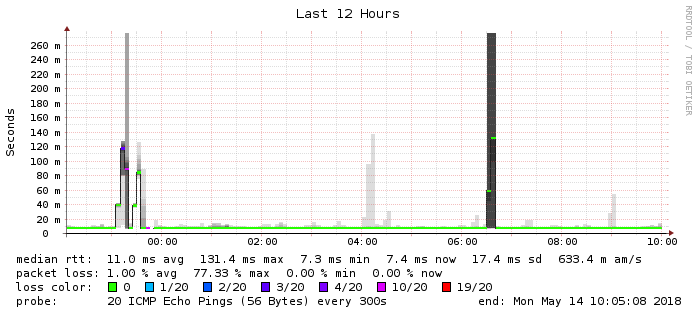 Last 12 Hours
RRDTOOL / TOBI OETIKER
Seconds
260 m
240 m
220 m
200 m
180 m
160 m
140 m
120 m
100 m
80 m
60 m
40 m
20 m
0
00:00 02:00 04:00 06:00 08:00 10:00
median rtt: 11.0 ms avg 131.4 ms max 7.3 ms min 7.4 ms now 17.4 ms sd 633.4 m am/s
packet loss: 1.00 % avg 77.33 % max 0.00 % min 0.00 % now
loss color: 0 1/20 2/20 3/20 4/20 10/20 19/20
probe: 20 ICMP Echo Pings (56 Bytes) every 300s end: Mon May 14 10:05:08 2018